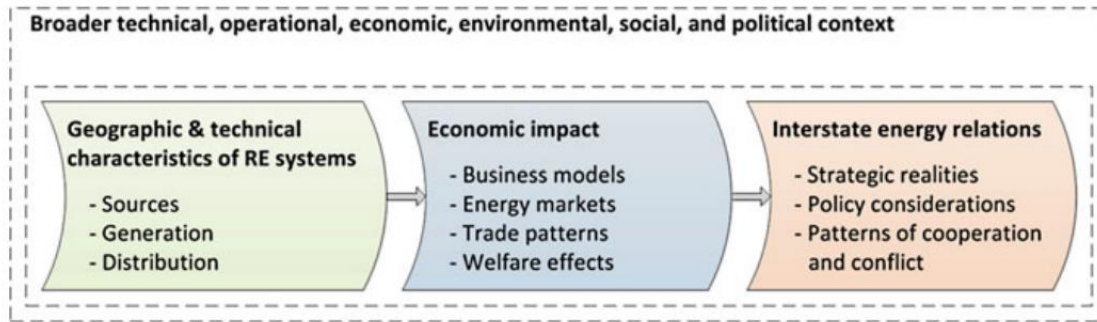 Broader technical, operational, economic, environmental, social, and political context
Geographic & technical
characteristics of RE systems
- Sources
- Generation
- Distribution
Economic impact
- Business models
- Energy markets
- Trade patterns
- Welfare effects
Interstate energy relations
- Strategic realities
- Policy considerations
- Patterns of cooperation
and conflict